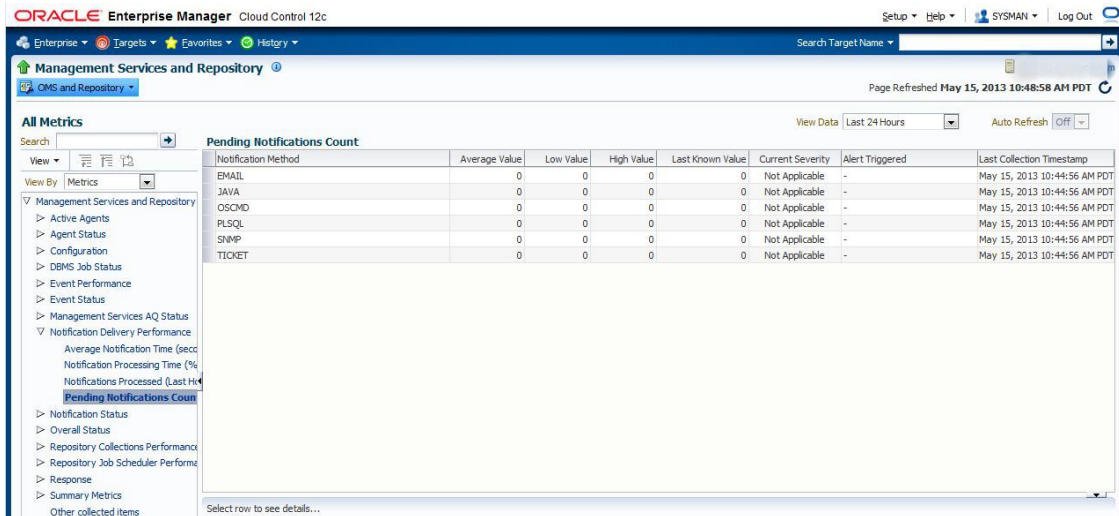 ORACLE Enterprise Manager Cloud Control 12c
Setup Help SYSMAN Log Out
Enterprise Targets Favorites History Search Target Name
Management Services and Repository
OMS and Repository Page Refreshed May 15, 2013 10:48:58 AM PDT
All Metrics View Data Last 24 Hours Auto Refresh Off
Search
View
View By Metrics
Management Services and Repository
Active Agents
Agent Status
Configuration
DBMS Job Status
Event Performance
Event Status
Management Services AQ Status
Notification Delivery Performance
Average Notification Time (seco
Notification Processing Time (%
Notifications Processed (Last Ho
Pending Notifications Coun
Notification Status
Overall Status
Repository Collections Performance
Repository Job Scheduler Performa
Response
Summary Metrics
Other collected items
Pending Notifications Count
Notification Method Average Value Low Value High Value Last Known Value Current Severity Alert Triggered Last Collection Timestamp
EMAIL 0 0 0 0 Not Applicable - May 15, 2013 10:44:56 AM PDT
JAVA 0 0 0 0 Not Applicable - May 15, 2013 10:44:56 AM PDT
OSCMD 0 0 0 0 Not Applicable - May 15, 2013 10:44:56 AM PDT
PLSQL 0 0 0 0 Not Applicable - May 15, 2013 10:44:56 AM PDT
SNMP 0 0 0 0 Not Applicable - May 15, 2013 10:44:56 AM PDT
TICKET 0 0 0 0 Not Applicable - May 15, 2013 10:44:56 AM PDT
Select row to see details...